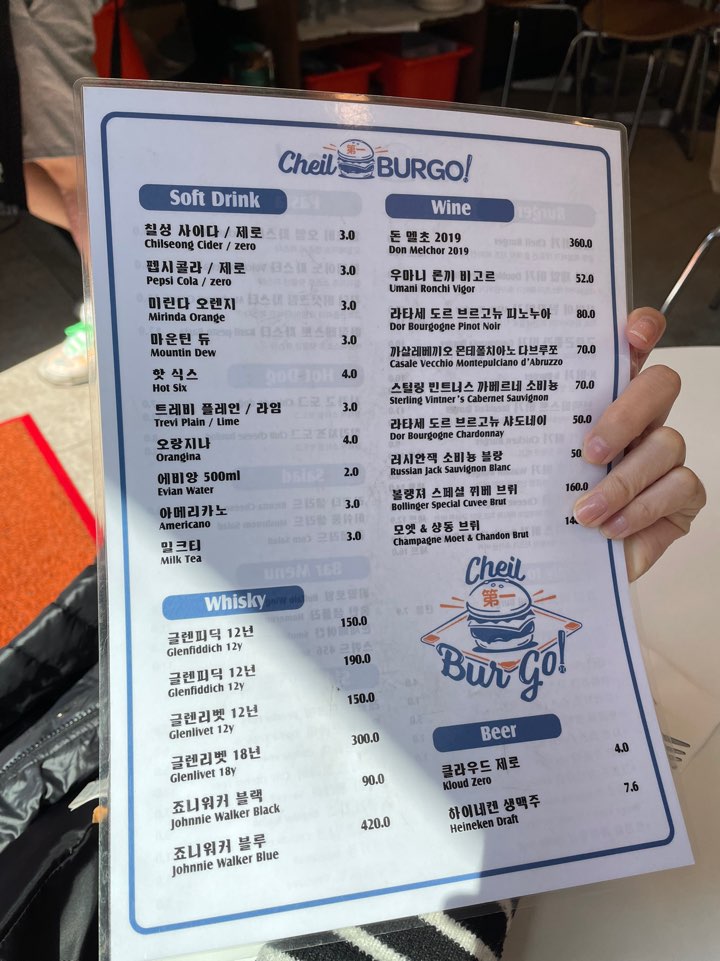 Cheil 第一 BURGO!
Soft Drink
칠성 사이다 / 제로 3.0
Chilseong Cider / zero
펩시콜라 / 제로 3.0
Pepsi Cola / zero
미린다 오렌지 3.0
Mirinda Orange
마운틴 듀 3.0
Mountin Dew
핫 식스 4.0
Hot Six
트레비 플레인 / 라임 3.0
Trevi Plain / Lime
오랑지나 4.0
Orangina
에비앙 500ml 2.0
Evian Water
아메리카노 3.0
Americano
밀크티 3.0
Milk Tea
Whisky
글렌피딕 12년 150.0
Glenfiddich 12y
글렌피딕 12년 190.0
Glenfiddich 12y
글렌리벳 12년 150.0
Glenlivet 12y
글렌리벳 18년 300.0
Glenlivet 18y
죠니워커 블랙 90.0
Johnnie Walker Black
죠니워커 블루 420.0
Johnnie Walker Blue
Wine
돈 멜초 2019 360.0
Don Melchor 2019
우마니 론끼 비고르 52.0
Umani Ronchi Vigor
라타세 도르 브르고뉴 피노누아 80.0
Dor Bourgogne Pinot Noir
까살레베끼오 몬테풀치아노 다브루쪼 70.0
Casale Vecchio Montepulciano d'Abruzzo
스털링 빈트너스 까베르네 소비뇽 70.0
Sterling Vintner's Cabernet Sauvignon
라타세 도르 브르고뉴 샤도네이 50.0
Dor Bourgogne Chardonnay
러시안잭 소비뇽 블랑
Russian Jack Sauvignon Blanc
볼랭저 스페셜 뀌베 브뤼 160.0
Bollinger Special Cuvee Brut
모엣 & 샹동 브뤼
Champagne Moet & Chandon Brut
Cheil
第一
Bur Go!
Beer
클라우드 제로 4.0
Kloud Zero
하이네켄 생맥주 7.6
Heineken Draft